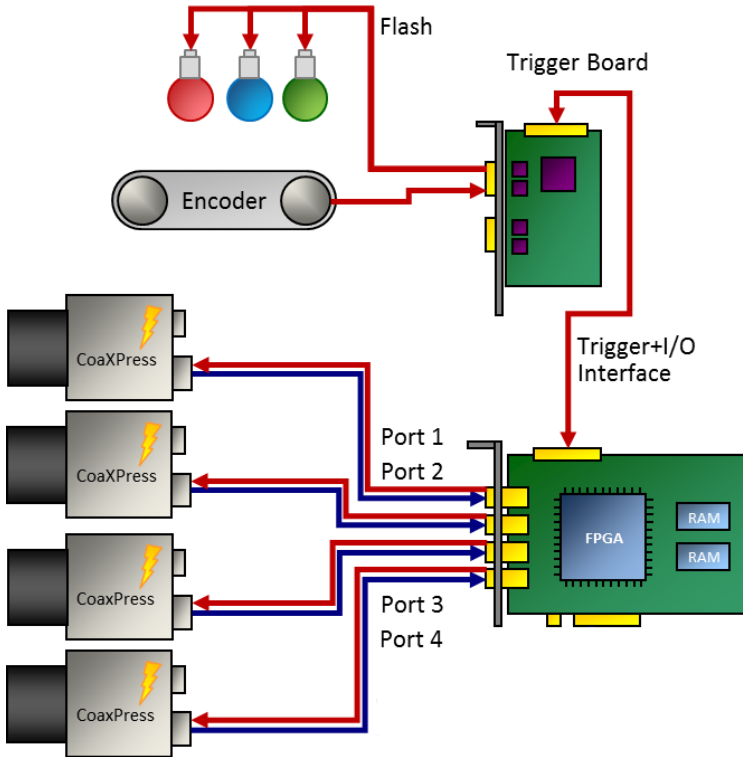 Flash
Trigger Board
Encoder
CoaXPress
Trigger+I/O
Interface
CoaXPress
Port 1
Port 2
RAM
FPGA
RAM
CoaxPress
Port 3
Port 4
CoaxPress